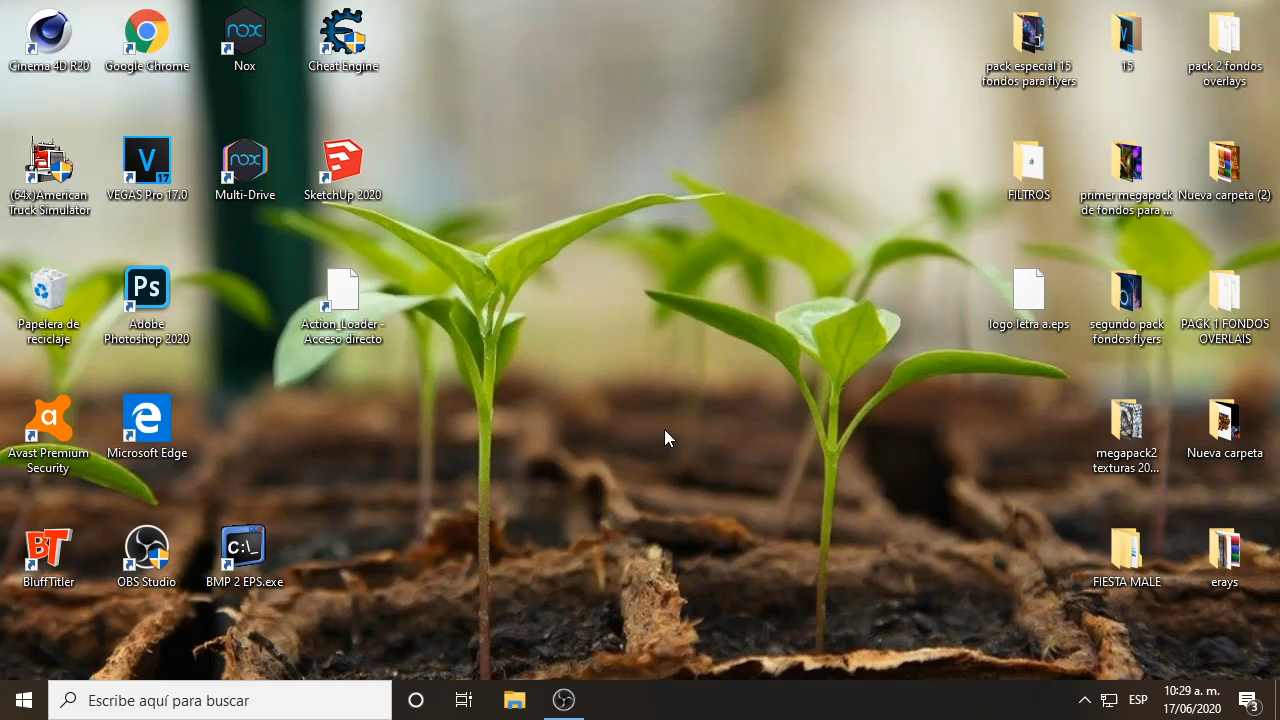 Cinema 4D R20
Google Chrome
Nox
Cheat Engine
pack especial 15
fondos para flyers
15
pack 2 fondos
overlays
(64x)American
Truck Simulator
VEGAS Pro 17.0
Multi-Drive
SketchUp 2020
FILTROS
primer megapack
de fondos para ...
Nueva carpeta (2)
Papelera de
reciclaje
Adobe
Photoshop 2020
Action_Loader -
Acceso directo
logo letra a.eps
segundo pack
fondos flyers
PACK 1 FONDOS
OVERLAIS
Avast Premium
Security
Microsoft Edge
megapack2
texturas 20...
Nueva carpeta
BluffTitler
OBS Studio
BMP 2 EPS.exe
FIESTA MALE
erays
Escribe aquí para buscar
ESP
10:29 a. m.
17/06/2020
3